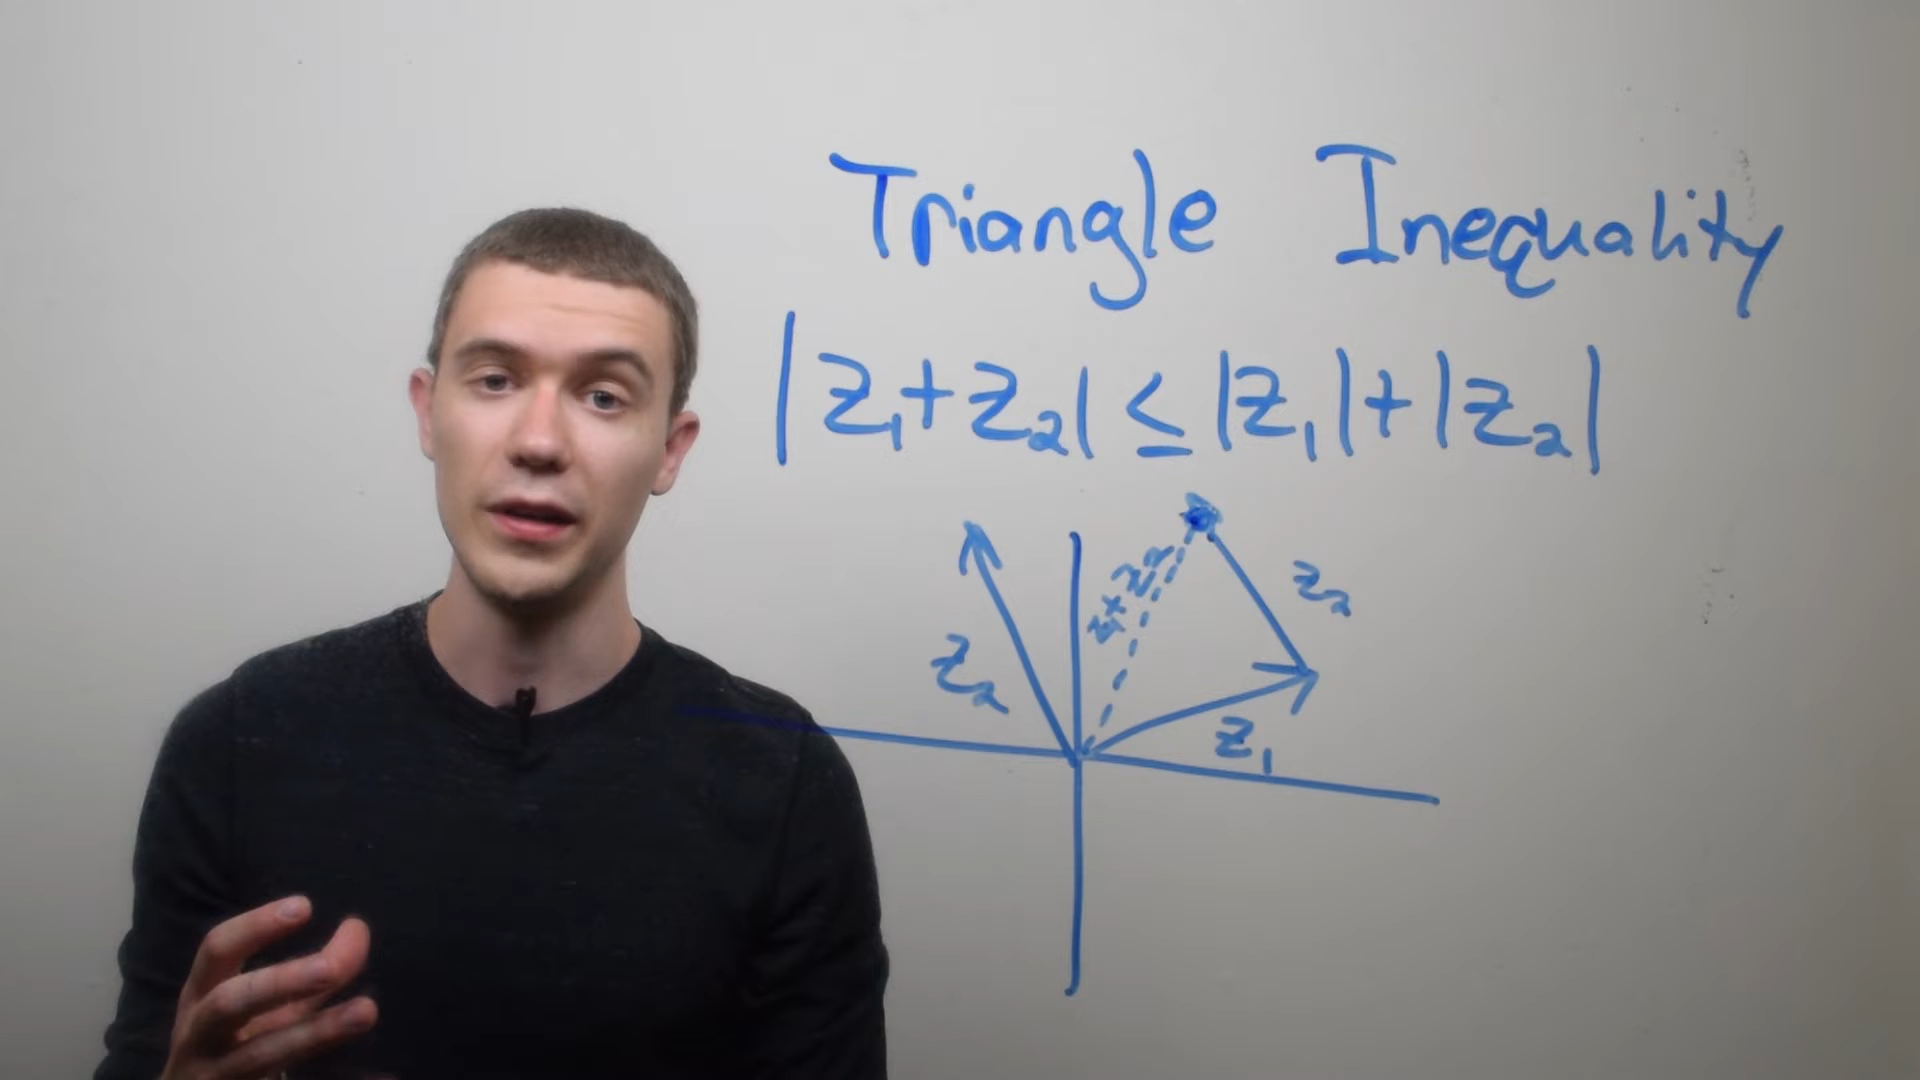 Triangle Inequality
|z₁+z₂| ≤ |z₁|+|z₂|
z₁+z₂
z₂
z₂
z₁